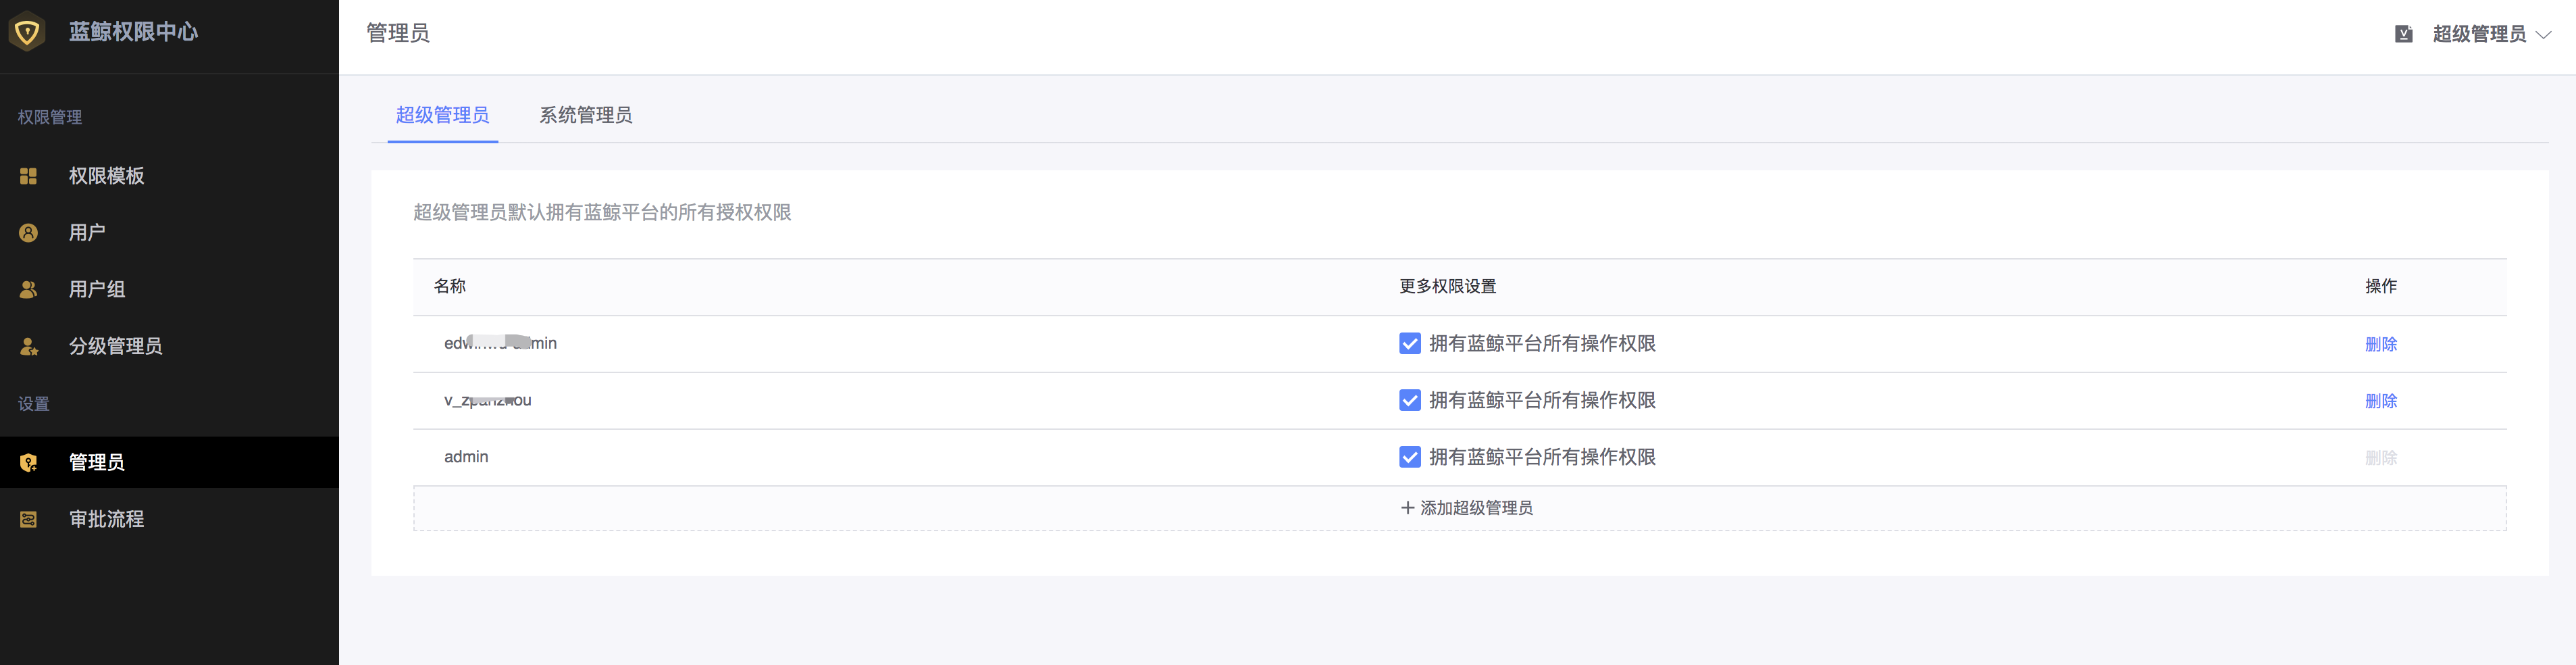 蓝鲸权限中心
管理员
超级管理员
权限管理
权限模板
用户
用户组
分级管理员
设置
管理员
审批流程
超级管理员 系统管理员
超级管理员默认拥有蓝鲸平台的所有授权权限
名称 更多权限设置 操作
拥有蓝鲸平台所有操作权限 删除
拥有蓝鲸平台所有操作权限 删除
admin 拥有蓝鲸平台所有操作权限 删除
+ 添加超级管理员